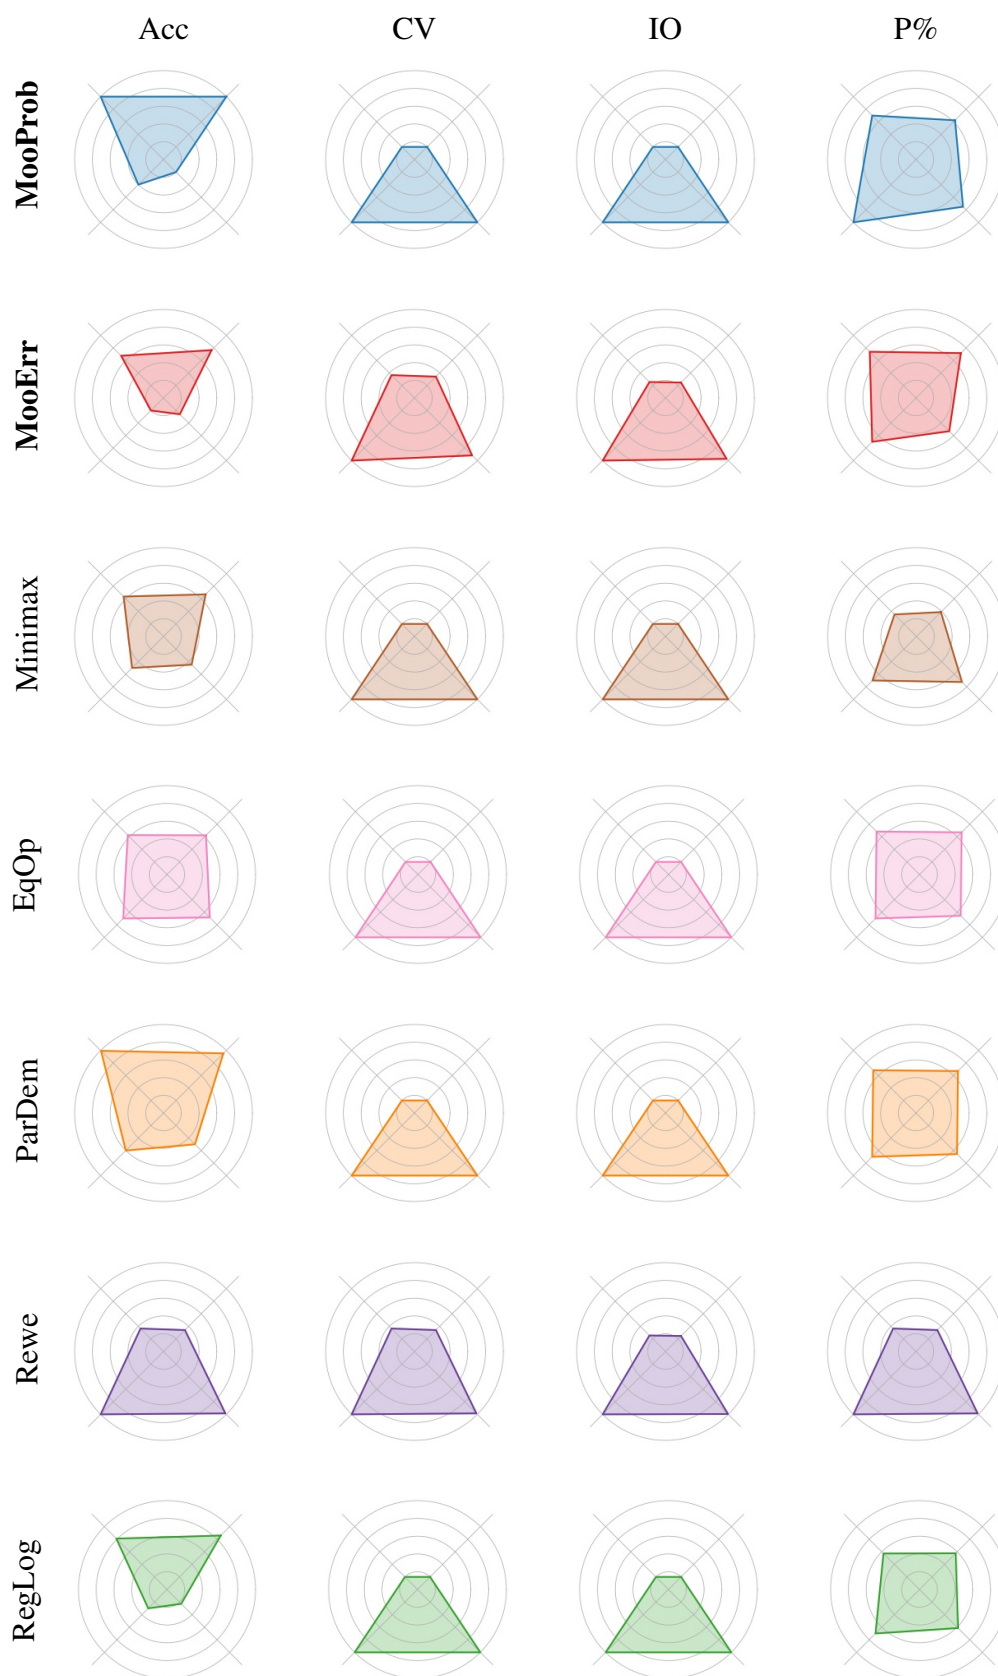 Acc CV IO P%
MooProb
MooErr
Minimax
EqOp
ParDem
Rewe
RegLog